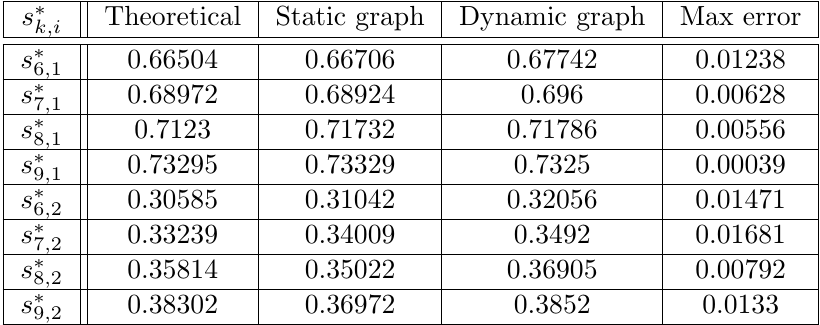 s*k,i Theoretical Static graph Dynamic graph Max error
s*6,1 0.66504 0.66706 0.67742 0.01238
s*7,1 0.68972 0.68924 0.696 0.00628
s*8,1 0.7123 0.71732 0.71786 0.00556
s*9,1 0.73295 0.73329 0.7325 0.00039
s*6,2 0.30585 0.31042 0.32056 0.01471
s*7,2 0.33239 0.34009 0.3492 0.01681
s*8,2 0.35814 0.35022 0.36905 0.00792
s*9,2 0.38302 0.36972 0.3852 0.0133